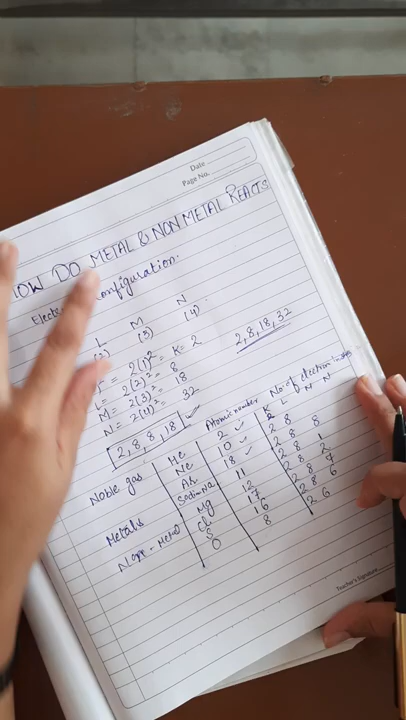 Date
Page No.
HOW DO METAL & NON METAL REACTS
Configuration.
L M N
(2) (3) (4)
2(1)² = K = 2
L = 2(2)² = 8
M = 2(3)² = 18
N = 2(4)² = 32
2,8,18,32
2,8,8,18
Atomic number No. of electron
K L M N
Noble gas He 2 2
Ne 10 2 8
Ar 18 2 8 8
Metals Na 11 2 8 1
Mg 12 2 8 2
Non-Metal Cl 17 2 8 7
S 16 2 8 6
O 8 2 6
Teacher's Signature